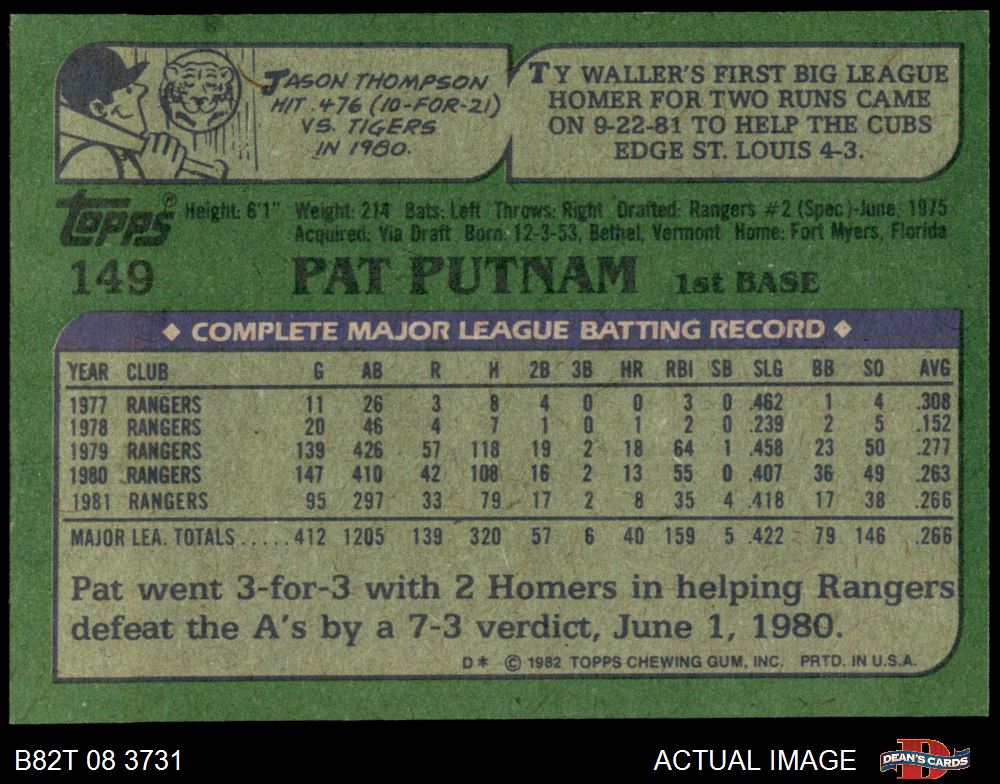 JASON THOMPSON
HIT .476 (10-FOR-21)
VS. TIGERS
IN 1980.
TY WALLER'S FIRST BIG LEAGUE
HOMER FOR TWO RUNS CAME
ON 9-22-81 TO HELP THE CUBS
EDGE ST. LOUIS 4-3.
TOPPS®
Height: 6'1" Weight: 214 Bats: Left Throws: Right Drafted: Rangers #2 (Spec)-June, 1975
Acquired: Via Draft Born: 12-3-53, Bethel, Vermont Home: Fort Myers, Florida
149 PAT PUTNAM 1st BASE
◆ COMPLETE MAJOR LEAGUE BATTING RECORD ◆
YEAR CLUB G AB R H 2B 3B HR RBI SB SLG BB SO AVG
1977 RANGERS 11 26 3 8 4 0 0 3 0 .462 1 4 .308
1978 RANGERS 20 46 4 7 1 0 1 2 0 .239 2 5 .152
1979 RANGERS 139 426 57 118 19 2 18 64 1 .458 23 50 .277
1980 RANGERS 147 410 42 108 16 2 13 55 0 .407 36 49 .263
1981 RANGERS 95 297 33 79 17 2 8 35 4 .418 17 38 .266
MAJOR LEA. TOTALS.....412 1205 139 320 57 6 40 159 5 .422 79 146 .266
Pat went 3-for-3 with 2 Homers in helping Rangers
defeat the A's by a 7-3 verdict, June 1, 1980.
D* © 1982 TOPPS CHEWING GUM, INC. PRTD. IN U.S.A.
B82T 08 3731 ACTUAL IMAGE DEAN'S CARDS